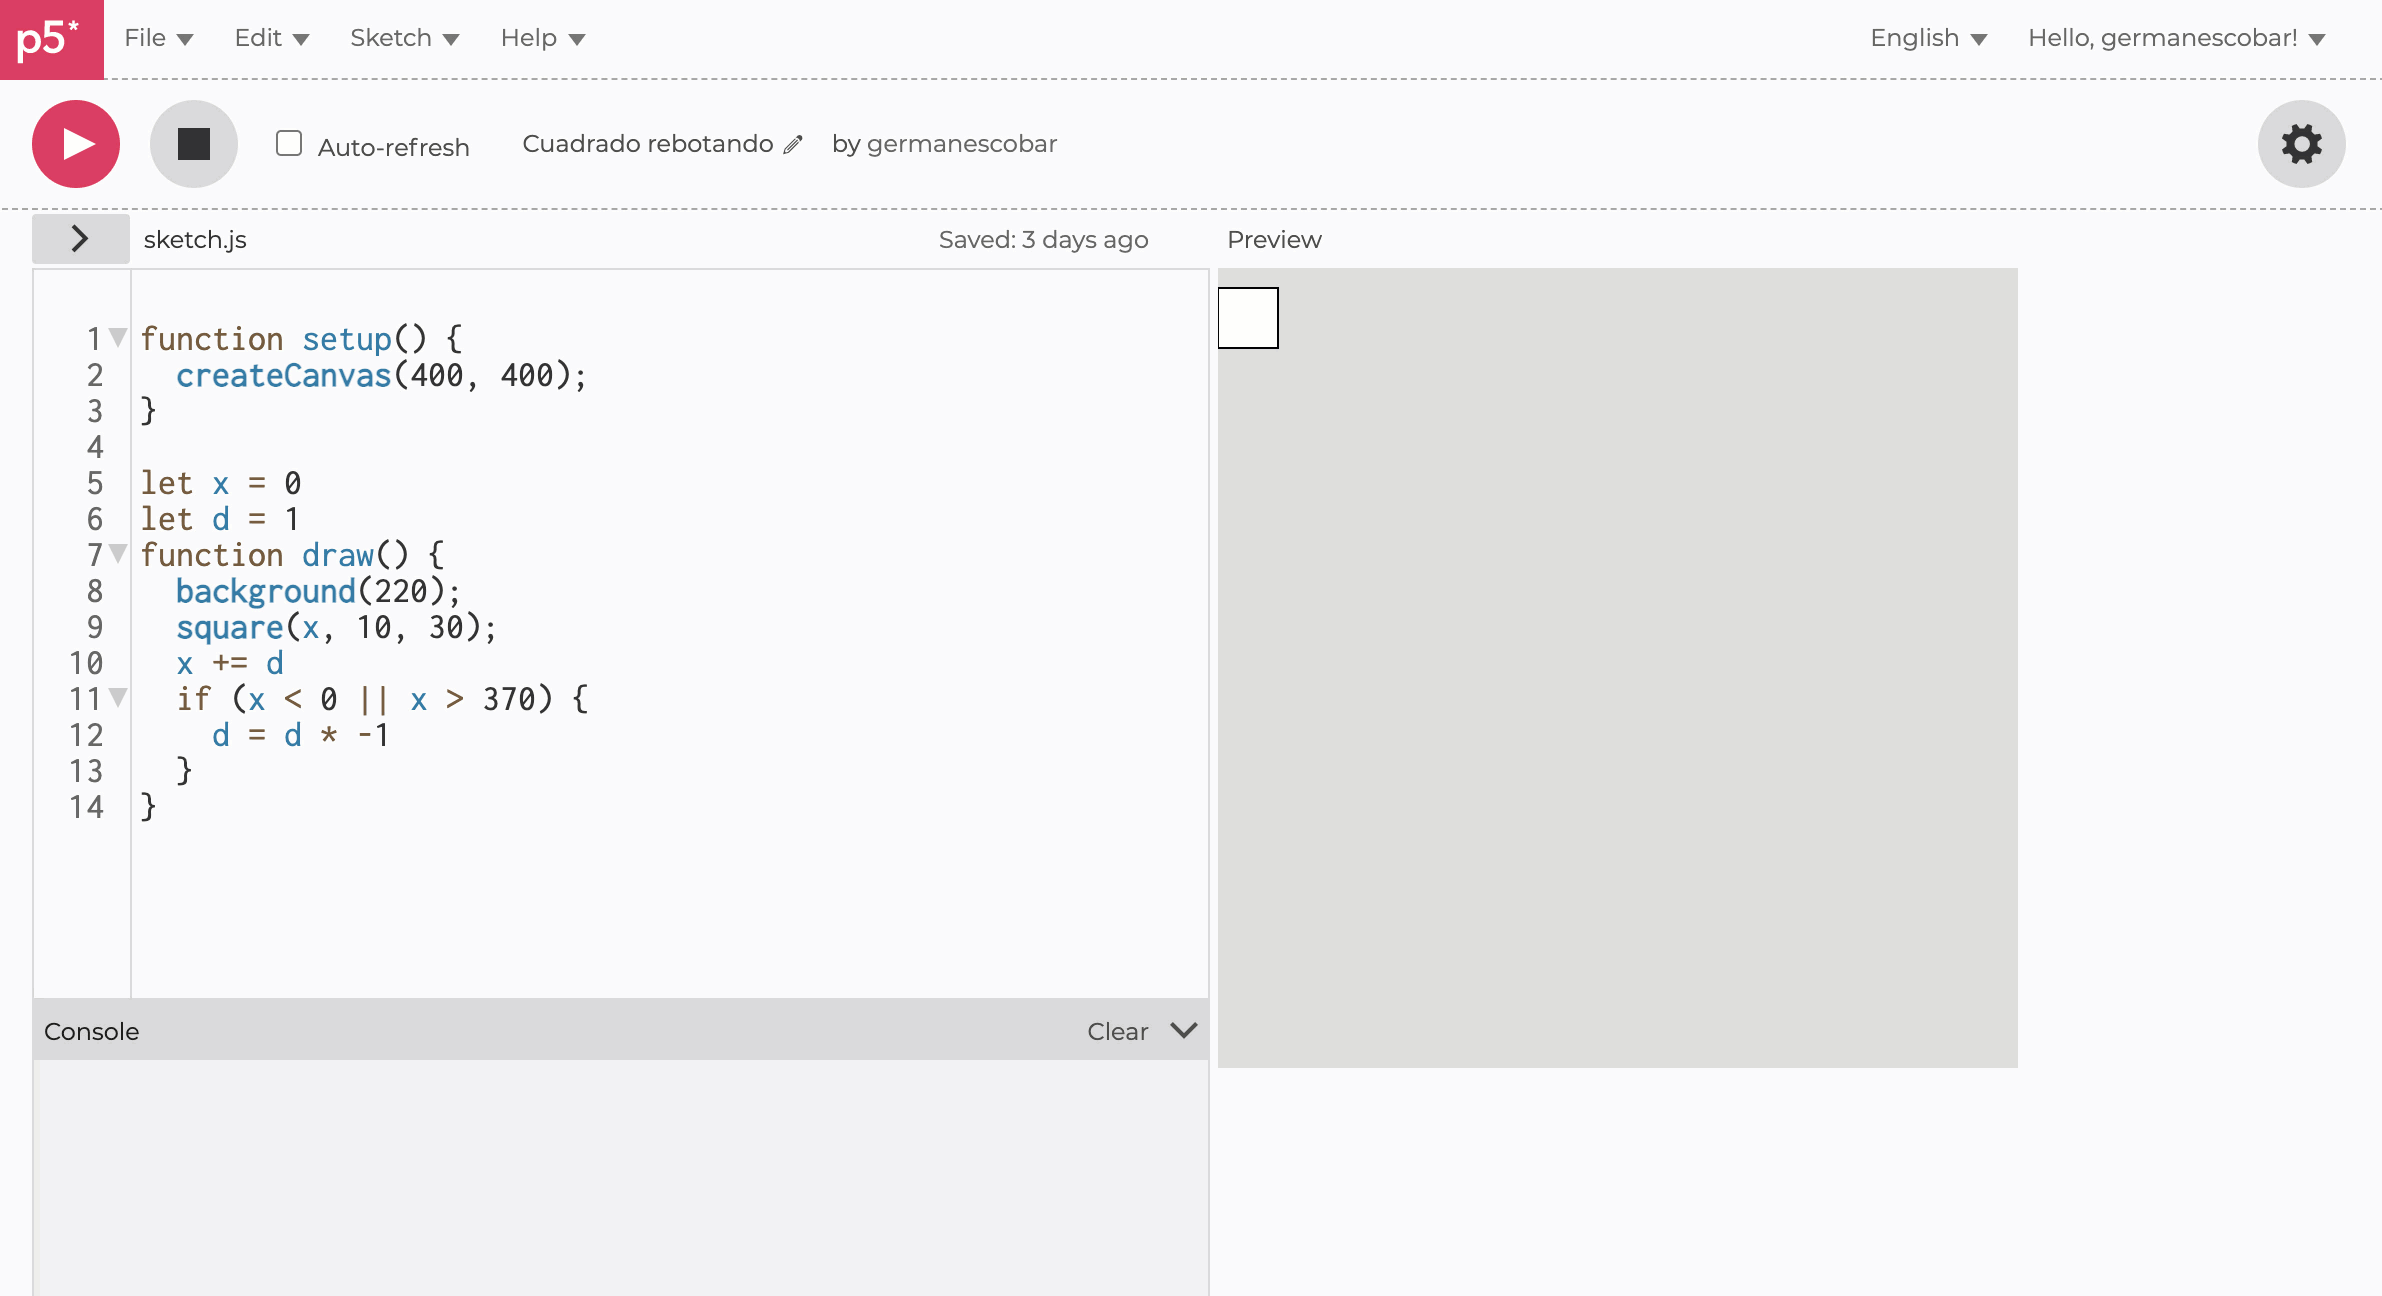 p5* File Edit Sketch Help English Hello, germanescobar!
Auto-refresh Cuadrado rebotando by germanescobar
sketch.js Saved: 3 days ago Preview
1 function setup() {
2   createCanvas(400, 400);
3 }
4
5 let x = 0
6 let d = 1
7 function draw() {
8   background(220);
9   square(x, 10, 30);
10   x += d
11   if (x < 0 || x > 370) {
12     d = d * -1
13   }
14 }
Console Clear